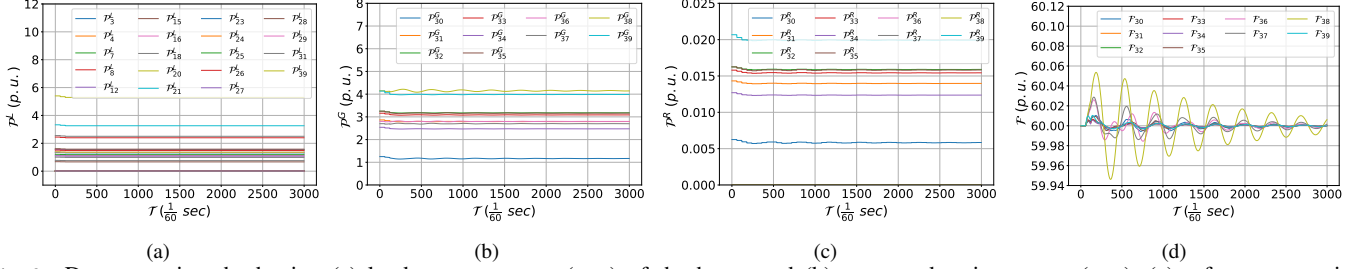 12
10
8
6
4
2
0
P^L (p.u.)
P^L_3
P^L_4
P^L_7
P^L_8
P^L_12
P^L_15
P^L_16
P^L_18
P^L_20
P^L_21
P^L_23
P^L_24
P^L_25
P^L_26
P^L_27
P^L_28
P^L_29
P^L_31
P^L_39
0 500 1000 1500 2000 2500 3000
T (1/60 sec)
(a)
8
7
6
5
4
3
2
1
0
P^G (p.u.)
P^G_30
P^G_31
P^G_32
P^G_33
P^G_34
P^G_35
P^G_36
P^G_37
P^G_38
P^G_39
0 500 1000 1500 2000 2500 3000
T (1/60 sec)
(b)
0.025
0.020
0.015
0.010
0.005
0.000
P^R (p.u.)
P^R_30
P^R_31
P^R_32
P^R_33
P^R_34
P^R_35
P^R_36
P^R_37
P^R_38
P^R_39
0 500 1000 1500 2000 2500 3000
T (1/60 sec)
(c)
60.12
60.10
60.08
60.06
60.04
60.02
60.00
59.98
59.96
59.94
F (p.u.)
F_30
F_31
F_32
F_33
F_34
F_35
F_36
F_37
F_38
F_39
0 500 1000 1500 2000 2500 3000
T (1/60 sec)
(d)